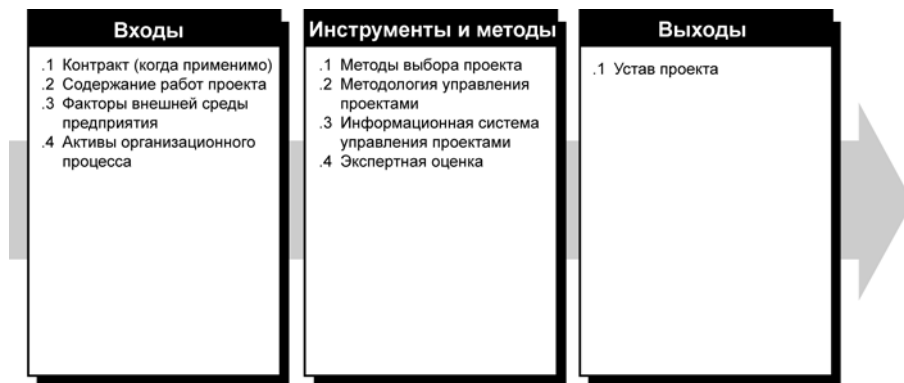 Входы
.1 Контракт (когда применимо)
.2 Содержание работ проекта
.3 Факторы внешней среды
предприятия
.4 Активы организационного
процесса
Инструменты и методы
.1 Методы выбора проекта
.2 Методология управления
проектами
.3 Информационная система
управления проектами
.4 Экспертная оценка
Выходы
.1 Устав проекта